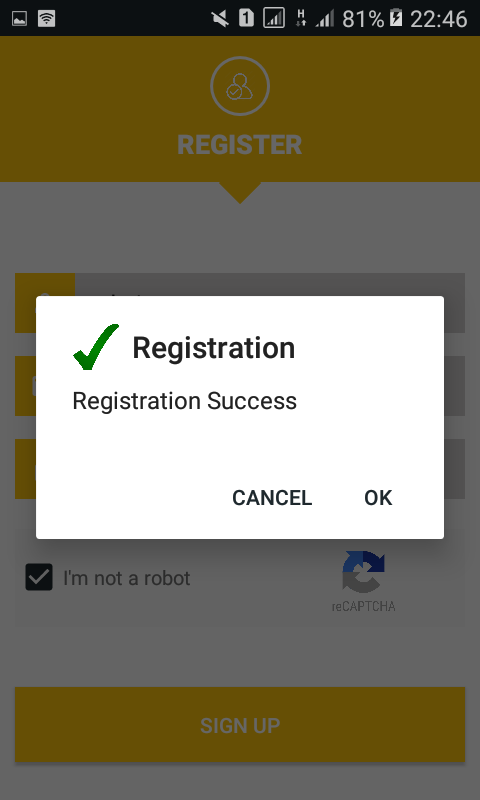 1 H 81% 22:46
REGISTER
Registration
Registration Success
CANCEL OK
I'm not a robot
reCAPTCHA
SIGN UP